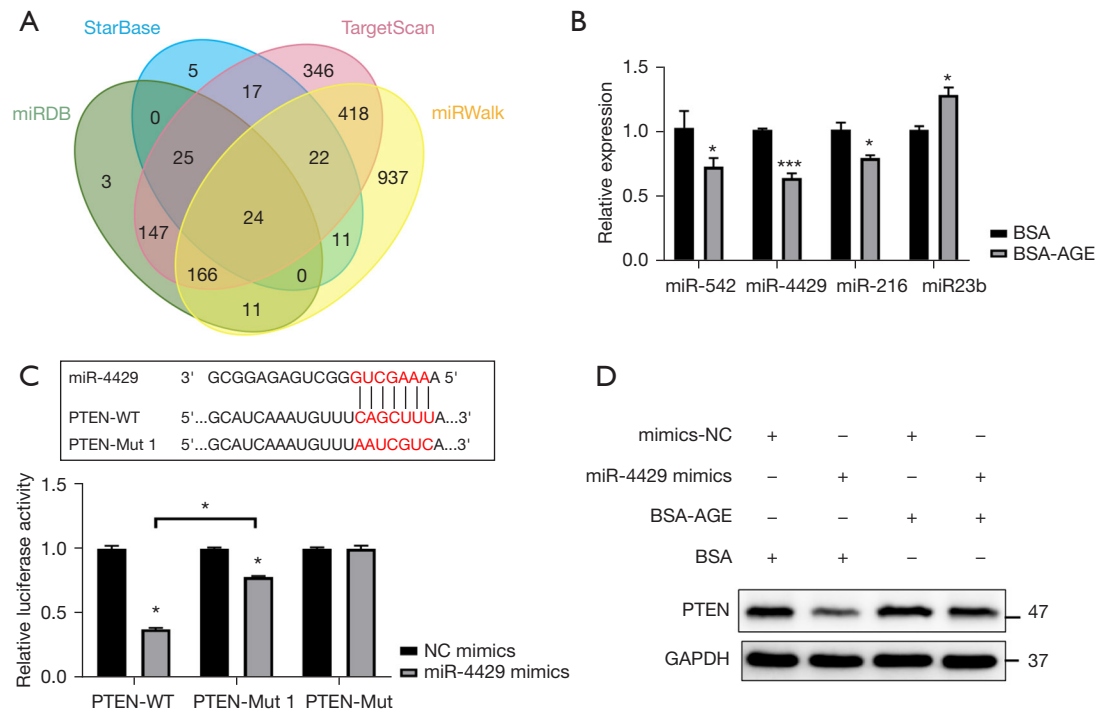 A
StarBase
TargetScan
miRDB
miRWalk
5
346
0
17
418
3
25
22
937
147
24
11
166
0
11
B
Relative expression
1.5
1.0
0.5
0.0
*
***
*
*
miR-542 miR-4429 miR-216 miR23b
BSA
BSA-AGE
C
miR-4429 3' GCGGAGAGUCGGGUCGAAAA 5'
PTEN-WT 5'...GCAUCAAAUGUUUCAGCUUUA...3'
PTEN-Mut 1 5'...GCAUCAAAUGUUUAAUCGUCA...3'
Relative luciferase activity
1.5
1.0
0.5
0.0
*
*
*
PTEN-WT PTEN-Mut 1 PTEN-Mut
NC mimics
miR-4429 mimics
D
mimics-NC + – + –
miR-4429 mimics – + – +
BSA-AGE – – + +
BSA + + – –
PTEN 47
GAPDH 37